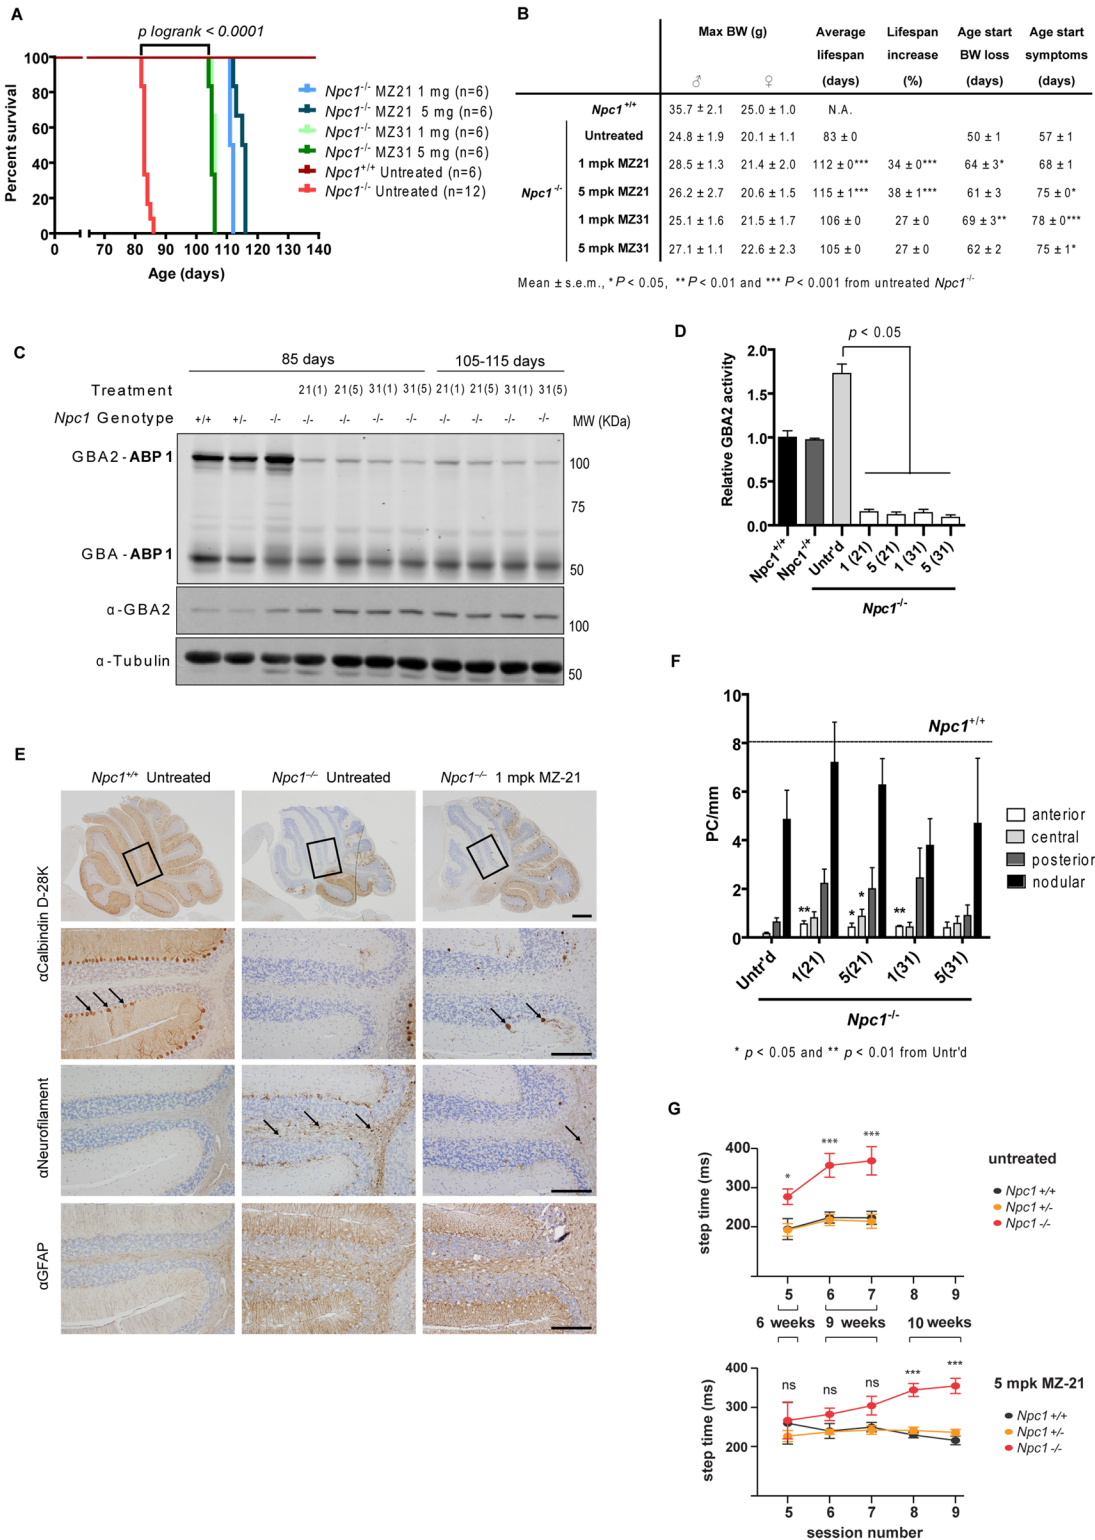 A
p logrank < 0.0001
Percent survival
100
80
60
40
20
0
0 70 80 90 100 110 120 130 140
Age (days)
Npc1-/- MZ21 1 mg (n=6)
Npc1-/- MZ21 5 mg (n=6)
Npc1-/- MZ31 1 mg (n=6)
Npc1-/- MZ31 5 mg (n=6)
Npc1+/+ Untreated (n=6)
Npc1-/- Untreated (n=12)
B
Max BW (g) Average Lifespan Age start Age start
lifespan increase BW loss symptoms
♂ ♀ (days) (%) (days) (days)
Npc1+/+ 35.7 ± 2.1 25.0 ± 1.0 N.A.
Untreated 24.8 ± 1.9 20.1 ± 1.1 83 ± 0 50 ± 1 57 ± 1
1 mpk MZ21 28.5 ± 1.3 21.4 ± 2.0 112 ± 0*** 34 ± 0*** 64 ± 3* 68 ± 1
Npc1-/- 5 mpk MZ21 26.2 ± 2.7 20.6 ± 1.5 115 ± 1*** 38 ± 1*** 61 ± 3 75 ± 0*
1 mpk MZ31 25.1 ± 1.6 21.5 ± 1.7 106 ± 0 27 ± 0 69 ± 3** 78 ± 0***
5 mpk MZ31 27.1 ± 1.1 22.6 ± 2.3 105 ± 0 27 ± 0 62 ± 2 75 ± 1*
Mean ± s.e.m., * P < 0.05, ** P < 0.01 and *** P < 0.001 from untreated Npc1-/-
C
85 days 105-115 days
Treatment 21(1) 21(5) 31(1) 31(5) 21(1) 21(5) 31(1) 31(5)
Npc1 Genotype +/+ +/- -/- -/- -/- -/- -/- -/- -/- -/- -/- MW (KDa)
GBA2-ABP 1
100
75
GBA-ABP 1
50
α-GBA2
100
α-Tubulin
50
D
p < 0.05
Relative GBA2 activity
2.0
1.5
1.0
0.5
0.0
Npc1+/+ Npc1-/+ Untr'd 1 (21) 5 (21) 1 (31) 5 (31)
Npc1-/-
E
Npc1+/+ Untreated Npc1-/- Untreated Npc1-/- 1 mpk MZ-21
αCalbindin D-28K
αNeurofilament
αGFAP
F
PC/mm
10
8
6
4
2
0
Npc1+/+
anterior
central
posterior
nodular
** * * **
Untr'd 1(21) 5(21) 1(31) 5(31)
Npc1-/-
* p < 0.05 and ** p < 0.01 from Untr'd
G
step time (ms)
400
300
200
* *** ***
untreated
Npc1 +/+
Npc1 +/-
Npc1 -/-
5 6 7 8 9
6 weeks 9 weeks 10 weeks
step time (ms)
400
300
200
ns ns ns *** ***
5 mpk MZ-21
Npc1 +/+
Npc1 +/-
Npc1 -/-
5 6 7 8 9
session number